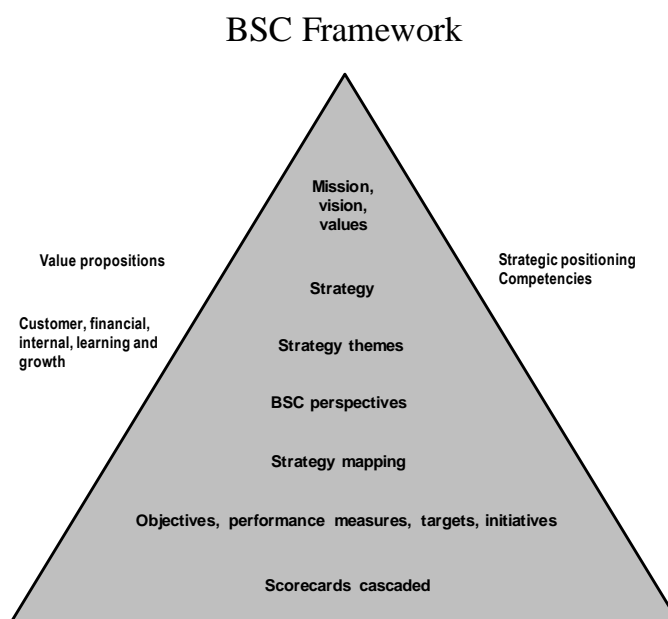 BSC Framework
Mission,
vision,
values
Value propositions
Strategic positioning
Competencies
Strategy
Customer, financial,
internal, learning and
growth
Strategy themes
BSC perspectives
Strategy mapping
Objectives, performance measures, targets, initiatives
Scorecards cascaded